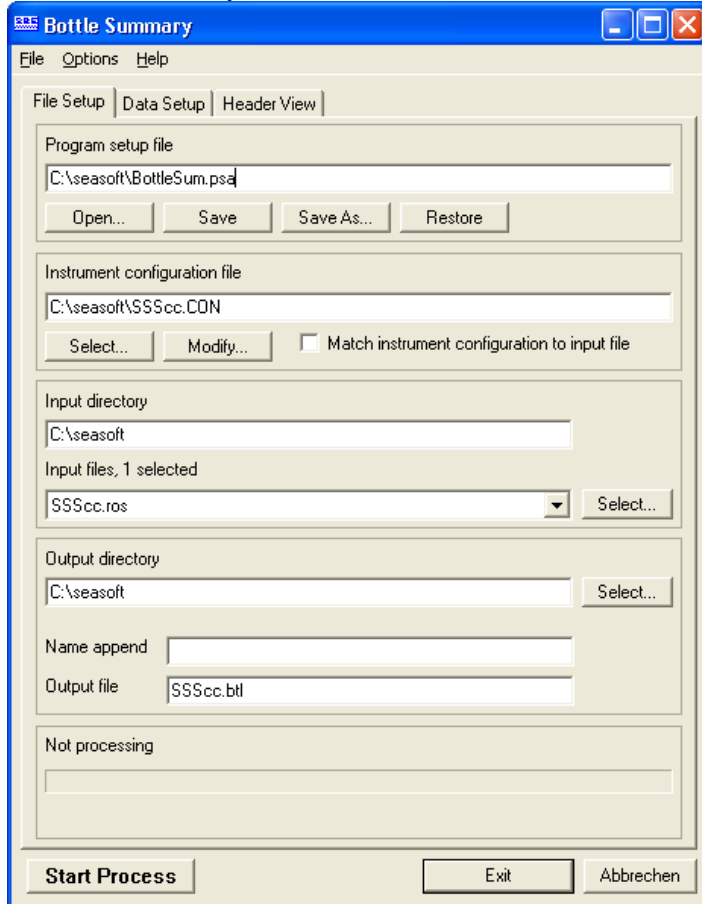 Bottle Summary
File Options Help
File Setup Data Setup Header View
Program setup file
C:\seasoft\BottleSum.psa
Open... Save Save As... Restore
Instrument configuration file
C:\seasoft\SSScc.CON
Select... Modify... Match instrument configuration to input file
Input directory
C:\seasoft
Input files, 1 selected
SSScc.ros Select...
Output directory
C:\seasoft Select...
Name append
Output file SSScc.btl
Not processing
Start Process Exit Abbrechen